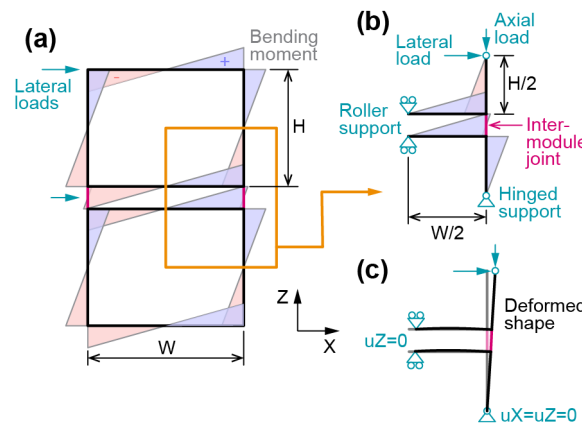 (a)
Bending
moment
Lateral
loads
-
+
H
W
Z
X
(b)
Axial
load
Lateral
load
H/2
Roller
support
Inter-
module
joint
Hinged
support
W/2
(c)
Deformed
shape
uZ=0
uX=uZ=0